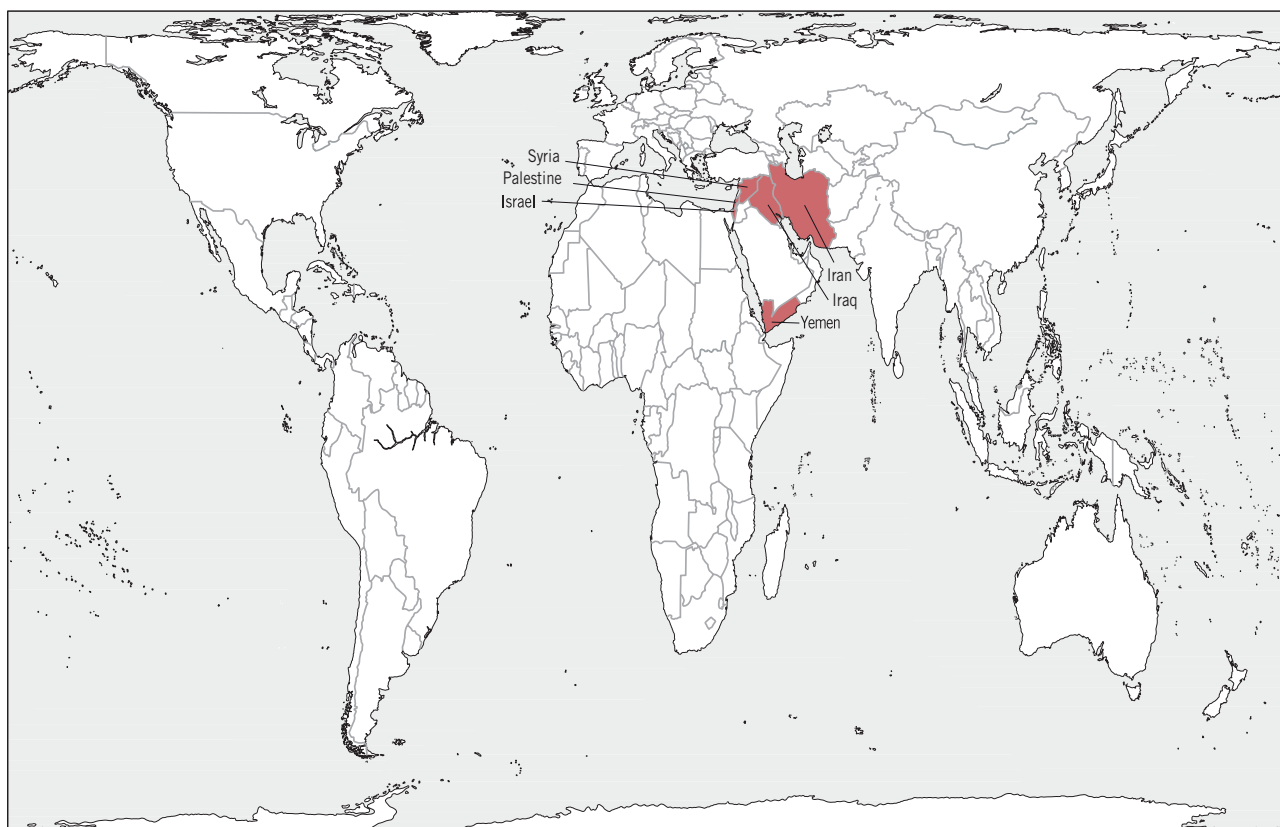 Syria
Palestine
Israel
Iran
Iraq
Yemen